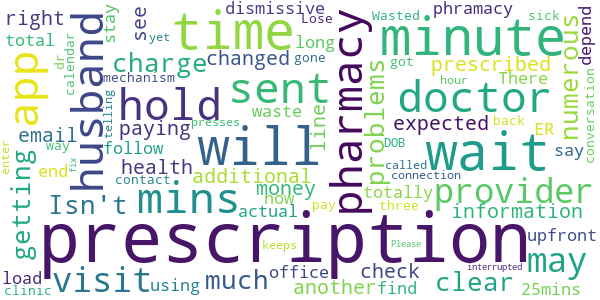 dismissive phramacy Lose Wasted sick
right husband time see minute
total stay long gone yet got
app dr calendar charge changed prescribed There numerous depend
mechanism problems hour
telling hold sent pharmacy doctor conversation
email paying liner expected ER back
way follow waste DOB say
getting presses will called wait
end health additional connection
fix Isn't mins money totally provider
contact now pay three information
enter actual keeps Please may
load visit using much office check clear upfront
clinic another find interrupted 25mins
prescription